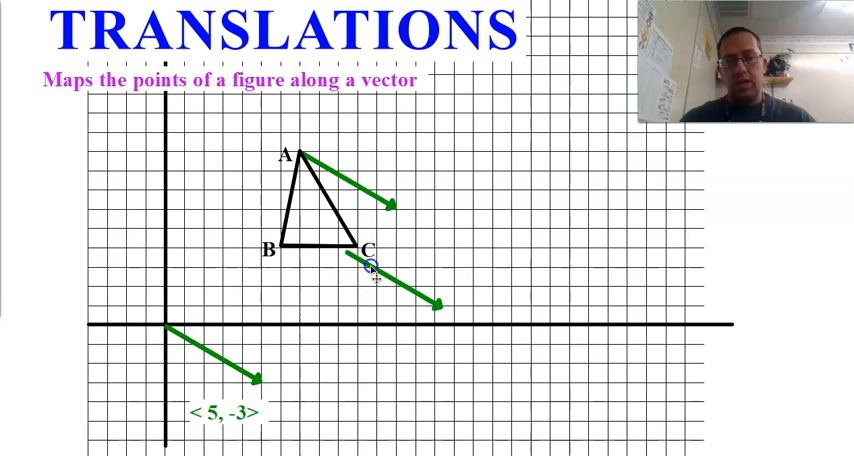 TRANSLATIONS
Maps the points of a figure along a vector
A
B
C
< 5, -3>